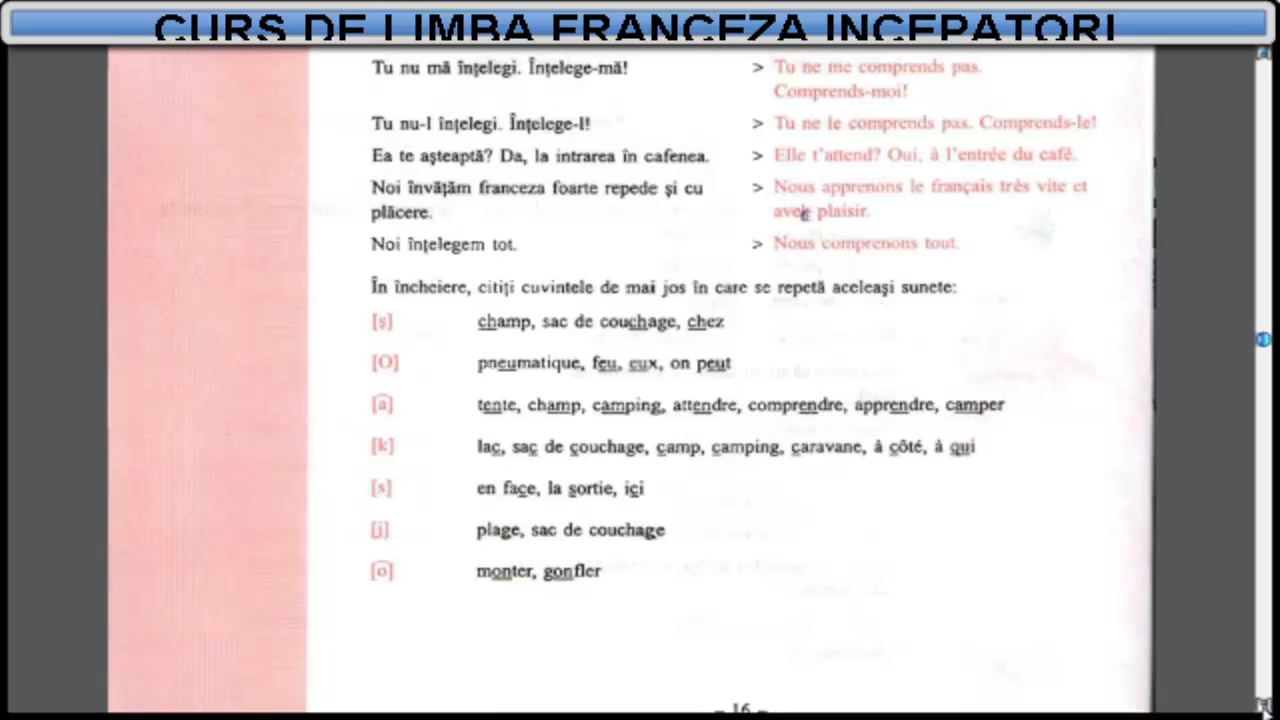 CURS DE LIMBA FRANCEZA INCEPATORI
Tu nu mă înțelegi. Înțelege-mă! > Tu ne me comprends pas.
Comprends-moi!
Tu nu-l înțelegi. Înțelege-l! > Tu ne le comprends pas. Comprends-le!
Ea te așteaptă? Da, la intrarea în cafenea. > Elle t'attend? Oui, à l'entrée du café.
Noi învățăm franceza foarte repede și cu > Nous apprenons le français très vite et
plăcere. avec plaisir.
Noi înțelegem tot. > Nous comprenons tout.
În încheiere, citiți cuvintele de mai jos în care se repetă aceleași sunete:
[ș] champ, sac de couchage, chez
[O] pneumatique, feu, eux, on peut
[ã] tente, champ, camping, attendre, comprendre, apprendre, camper
[k] lac, sac de couchage, camp, camping, caravane, à côté, à qui
[s] en face, la sortie, ici
[j] plage, sac de couchage
[õ] monter, gonfler
– 16 –